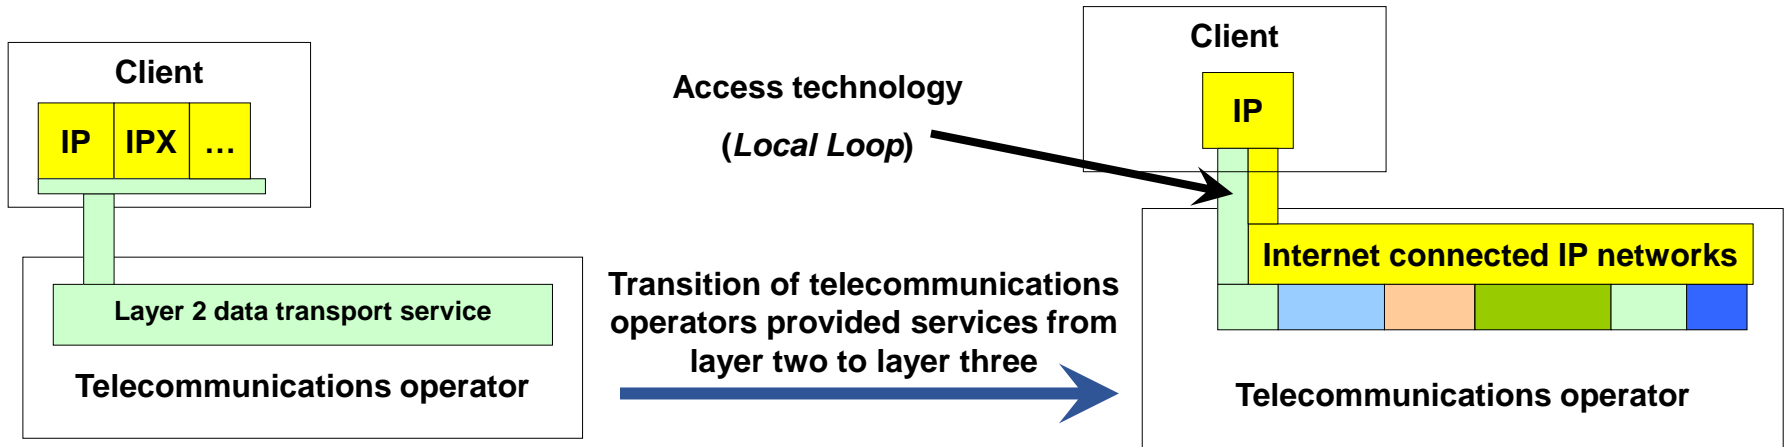 Client
IP IPX ...
Layer 2 data transport service
Telecommunications operator
Access technology
(Local Loop)
Transition of telecommunications
operators provided services from
layer two to layer three
Client
IP
Internet connected IP networks
Telecommunications operator